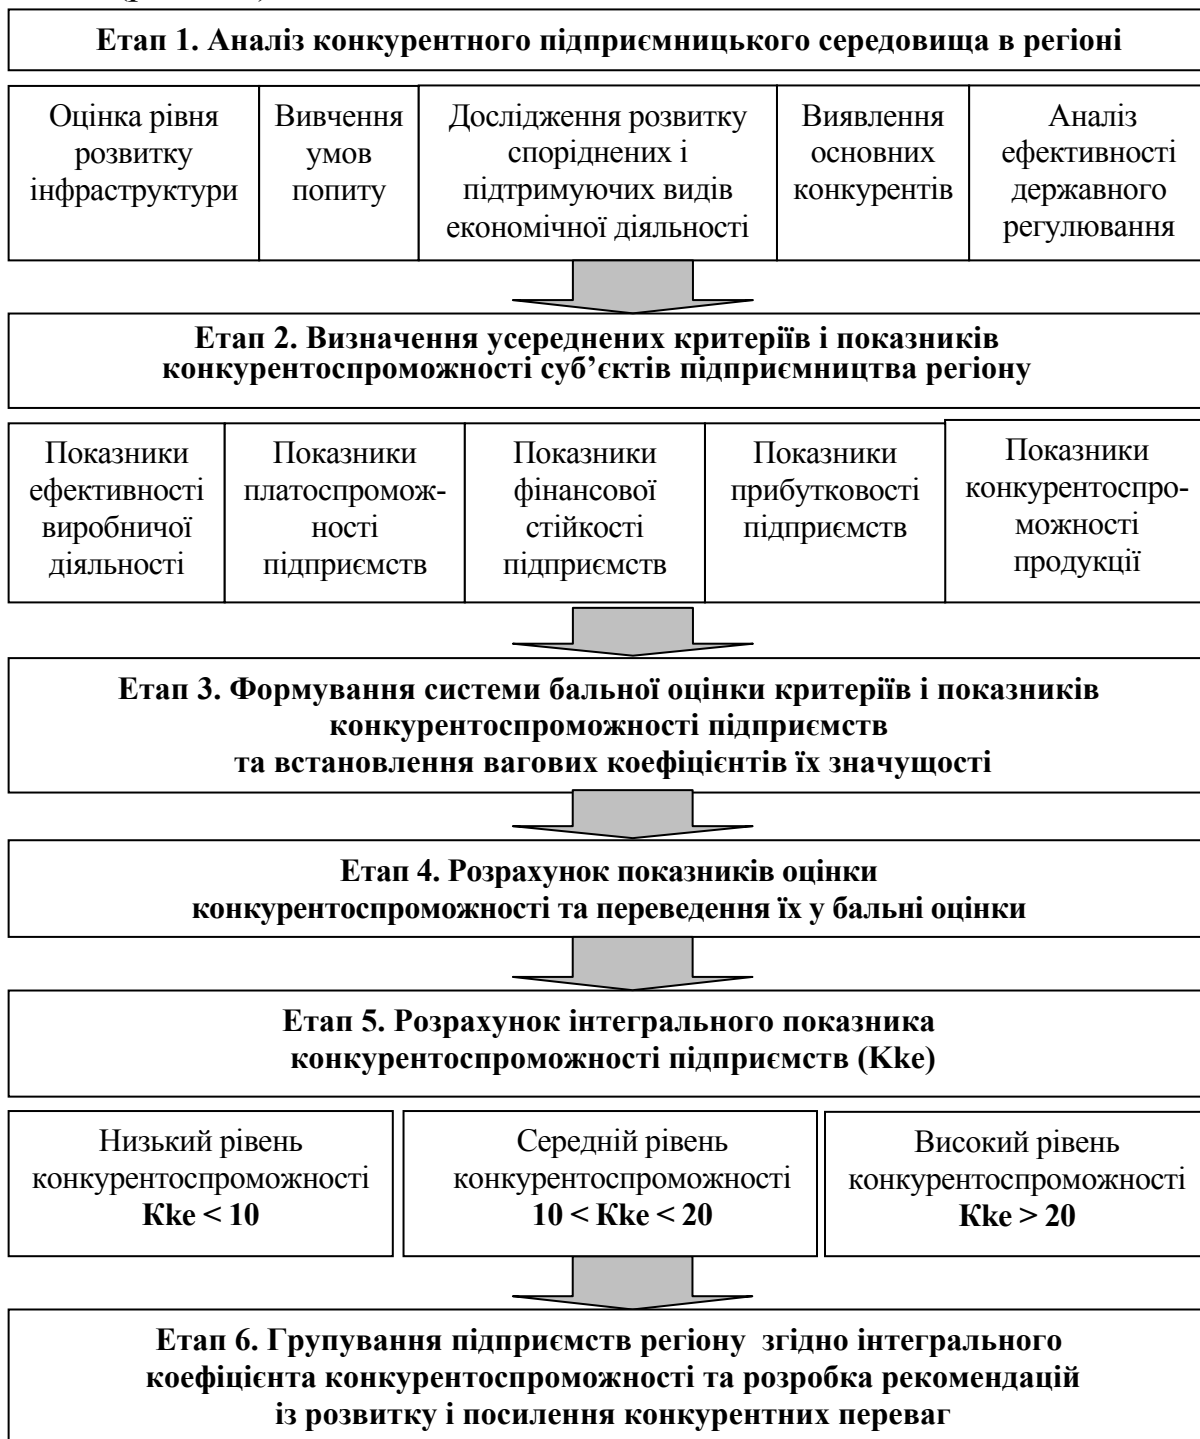 Етап 1. Аналіз конкурентного підприємницького середовища в регіоні
Оцінка рівня
розвитку
інфраструктури
Вивчення
умов
попиту
Дослідження розвитку
споріднених і
підтримуючих видів
економічної діяльності
Виявлення
основних
конкурентів
Аналіз
ефективності
державного
регулювання
Етап 2. Визначення усереднених критеріїв і показників
конкурентоспроможності суб’єктів підприємництва регіону
Показники
ефективності
виробничої
діяльності
Показники
платоспромож-
ності
підприємств
Показники
фінансової
стійкості
підприємств
Показники
прибутковості
підприємств
Показники
конкурентоспро-
можності
продукції
Етап 3. Формування системи бальної оцінки критеріїв і показників
конкурентоспроможності підприємств
та встановлення вагових коефіцієнтів їх значущості
Етап 4. Розрахунок показників оцінки
конкурентоспроможності та переведення їх у бальні оцінки
Етап 5. Розрахунок інтегрального показника
конкурентоспроможності підприємств (Kke)
Низький рівень
конкурентоспроможності
Kke < 10
Середній рівень
конкурентоспроможності
10 < Kke < 20
Високий рівень
конкурентоспроможності
Kke > 20
Етап 6. Групування підприємств регіону згідно інтегрального
коефіцієнта конкурентоспроможності та розробка рекомендацій
із розвитку і посилення конкурентних переваг